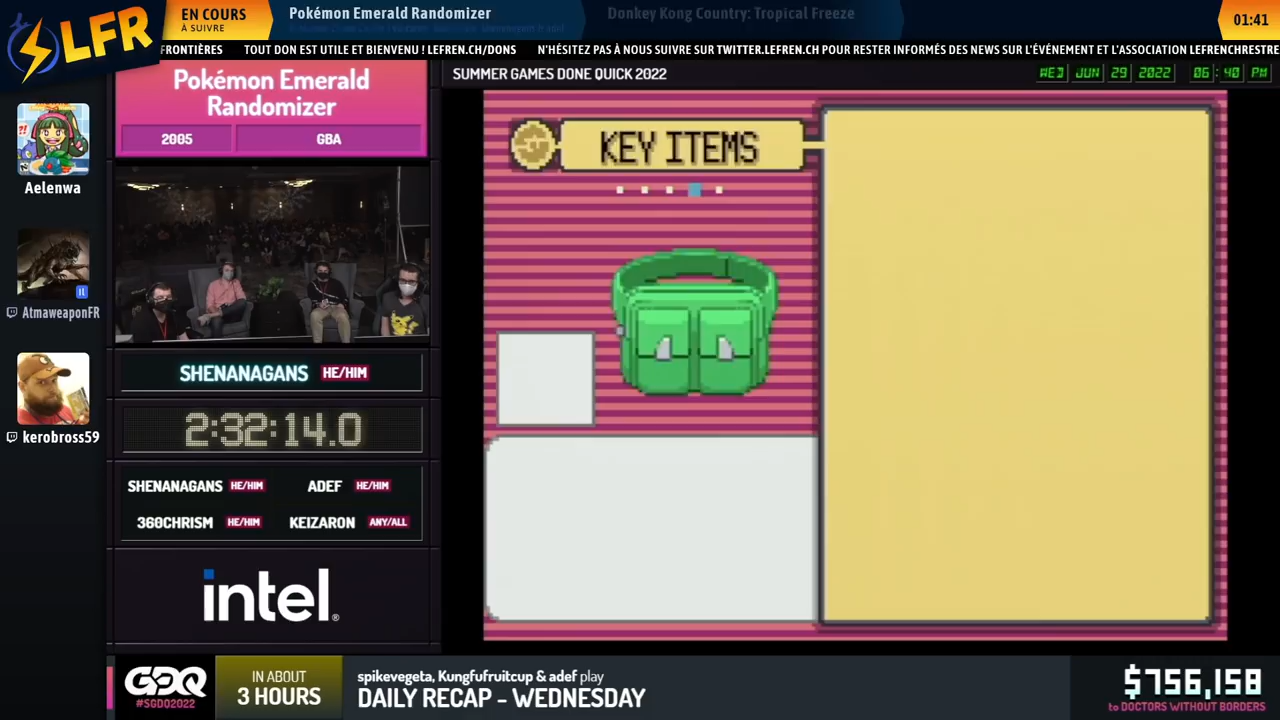 LFR
EN COURS
À SUIVRE
Pokémon Emerald Randomizer
Donkey Kong Country: Tropical Freeze
01:41
FRONTIÈRES TOUT DON EST UTILE ET BIENVENU ! LEFREN.CH/DONS N'HÉSITEZ PAS À NOUS SUIVRE SUR TWITTER.LEFREN.CH POUR RESTER INFORMÉS DES NEWS SUR L'ÉVÉNEMENT ET L'ASSOCIATION LEFRENCHRESTRE
Pokémon Emerald
Randomizer
2005 GBA
SUMMER GAMES DONE QUICK 2022
WED JUN 29 2022 06:40 PM
KEY ITEMS
Aelenwa
AtmaweaponFR
kerobross59
SHENANAGANS HE/HIM
2:32:14.0
SHENANAGANS HE/HIM ADEF HE/HIM
360CHRISM HE/HIM KEIZARON ANY/ALL
intel.
GDQ
#SGDQ2022
IN ABOUT
3 HOURS
spikevegeta, Kungfufruitcup & adef play
DAILY RECAP - WEDNESDAY
$756,158
to DOCTORS WITHOUT BORDERS